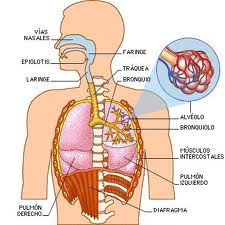 VÍAS
NASALES
EPIGLOTIS
LARINGE
FARINGE
TRÁQUEA
BRONQUIO
ALVÉOLO
BRONQUIOLO
MÚSCULOS
INTERCOSTALES
PULMÓN
IZQUIERDO
PULMÓN
DERECHO
DIAFRAGMA